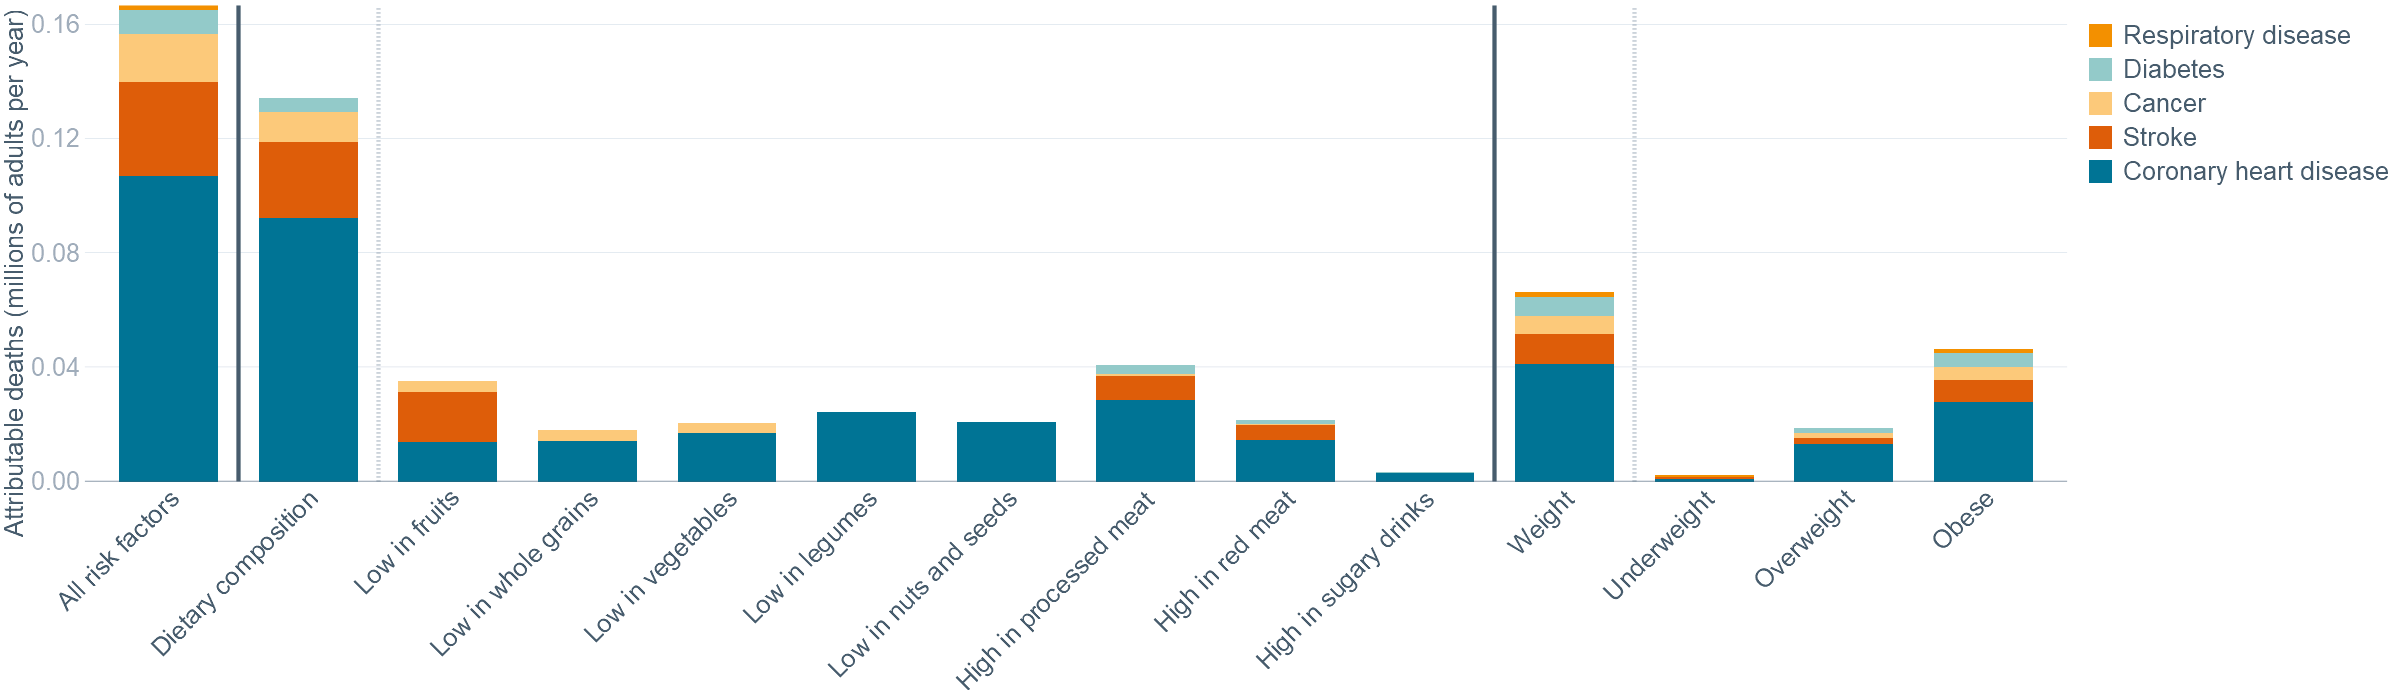 Attributable deaths (millions of adults per year)
0.16
0.12
0.08
0.04
0.00
All risk factors
Dietary composition
Low in fruits
Low in whole grains
Low in vegetables
Low in legumes
Low in nuts and seeds
High in processed meat
High in red meat
High in sugary drinks
Weight
Underweight
Overweight
Obese
Respiratory disease
Diabetes
Cancer
Stroke
Coronary heart disease